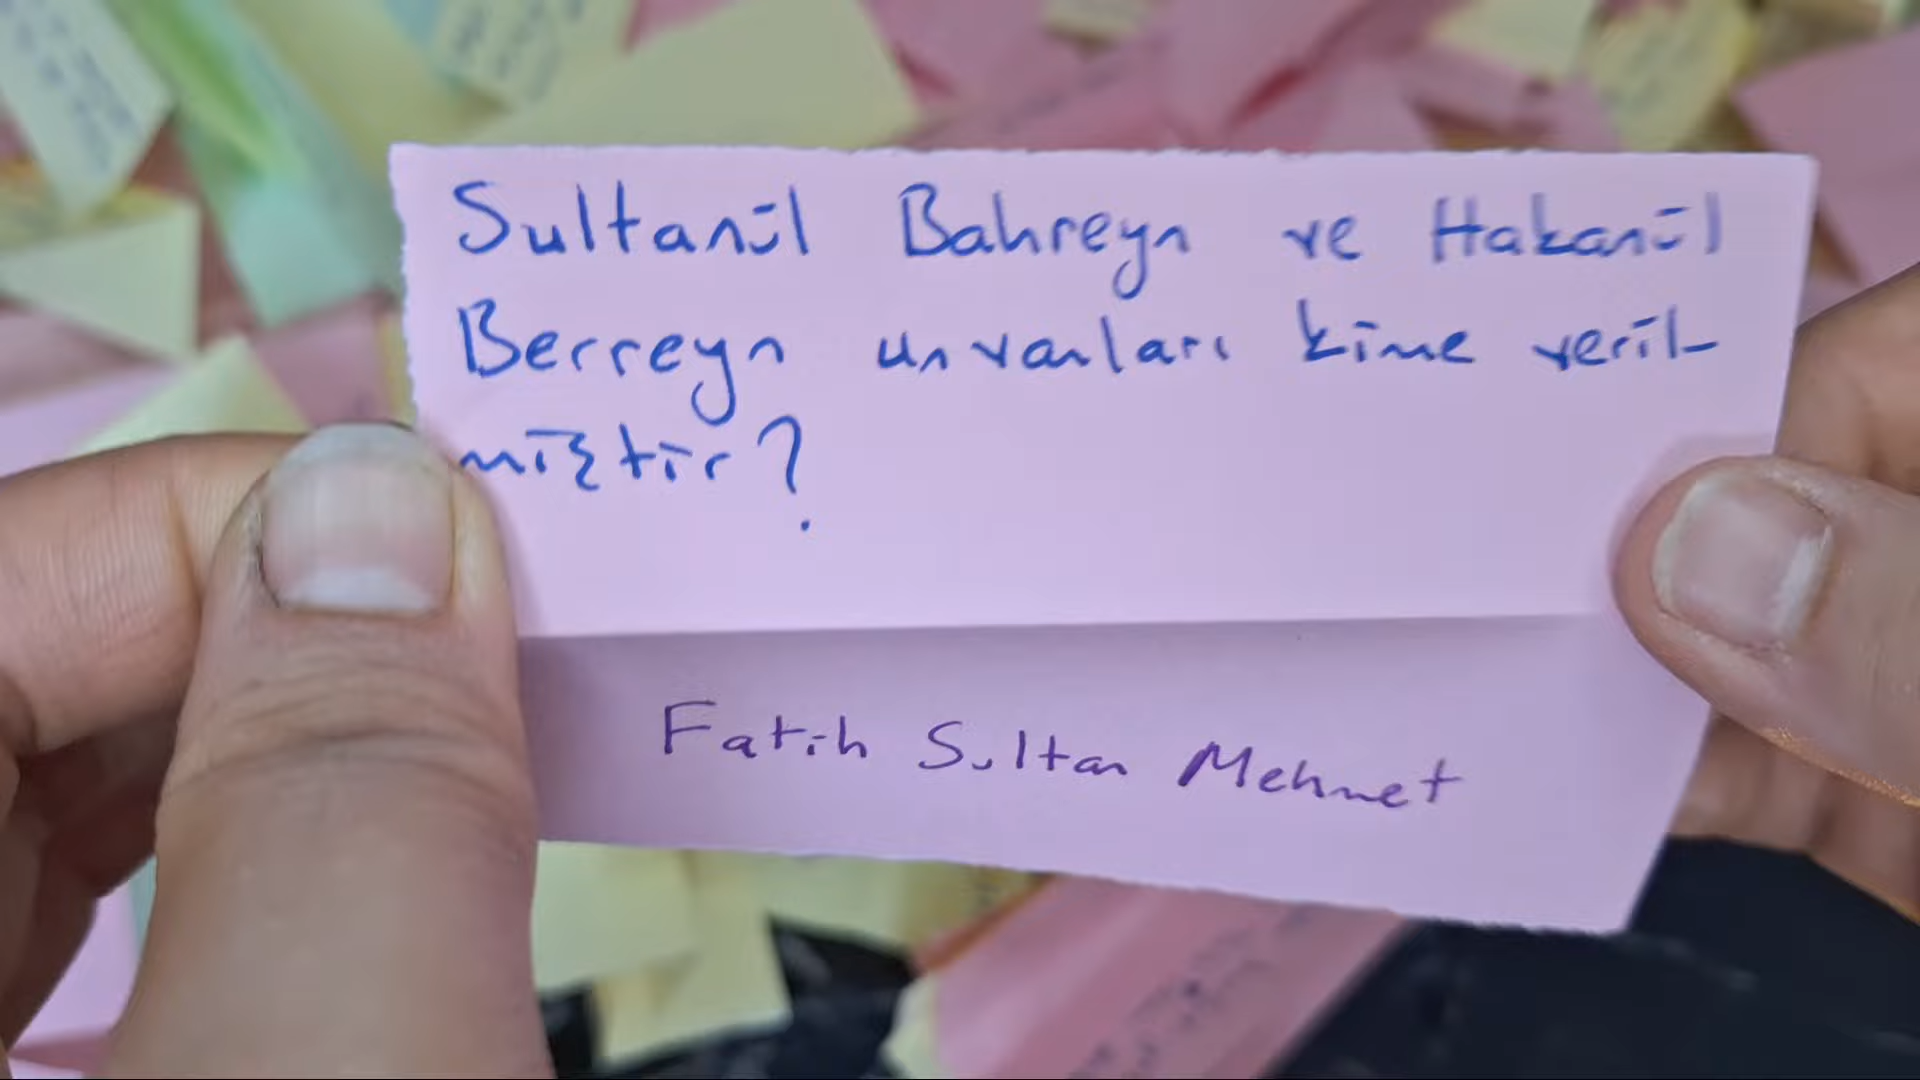 Sultanül Bahreyn ve Hakanül
Berreyn unvanları kime veril-
miştir?
Fatih Sultan Mehmet